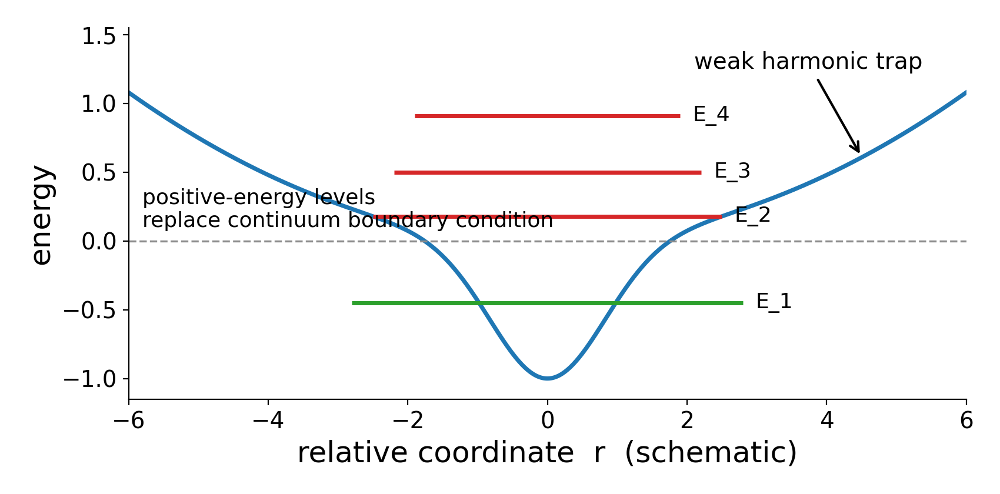 1.5
weak harmonic trap
1.0
E_4
0.5
E_3
positive-energy levels
replace continuum boundary condition
E_2
0.0
−0.5
E_1
−1.0
energy
−6
−4
−2
0
2
4
6
relative coordinate  r  (schematic)